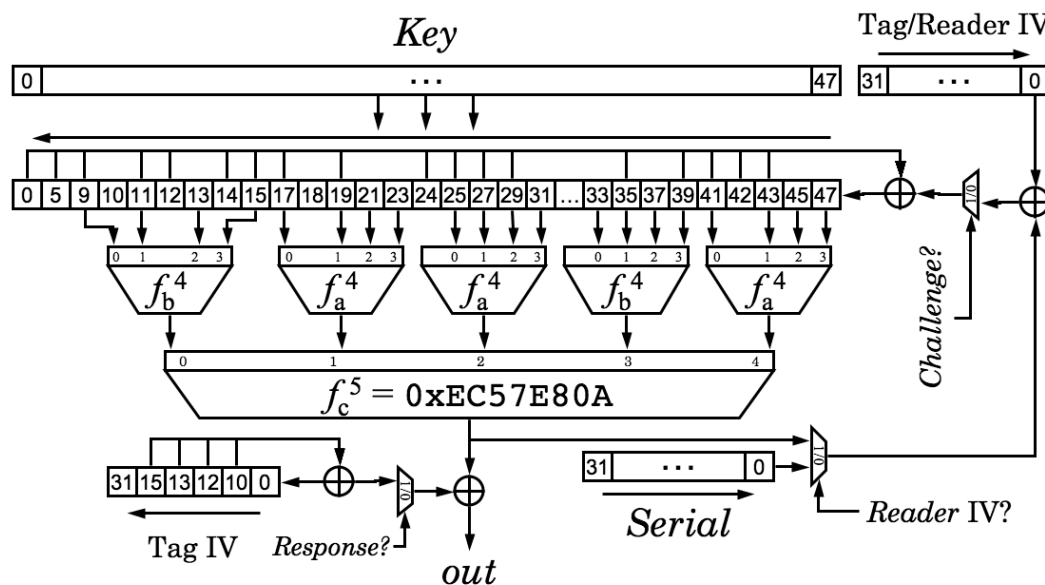 Key
Tag/Reader IV
0 ... 47
31 ... 0
0 5 9 10 11 12 13 14 15 17 18 19 21 23 24 25 27 29 31 ... 33 35 37 39 41 42 43 45 47
1/0
0 1 2 3
0 1 2 3
0 1 2 3
0 1 2 3
0 1 2 3
f_b^4
f_a^4
f_a^4
f_b^4
f_a^4
Challenge?
0 1 2 3 4
f_c^5 = 0xEC57E80A
31 15 13 12 10 0
1/0
31 ... 0
1/0
Tag IV
Response?
out
Serial
Reader IV?